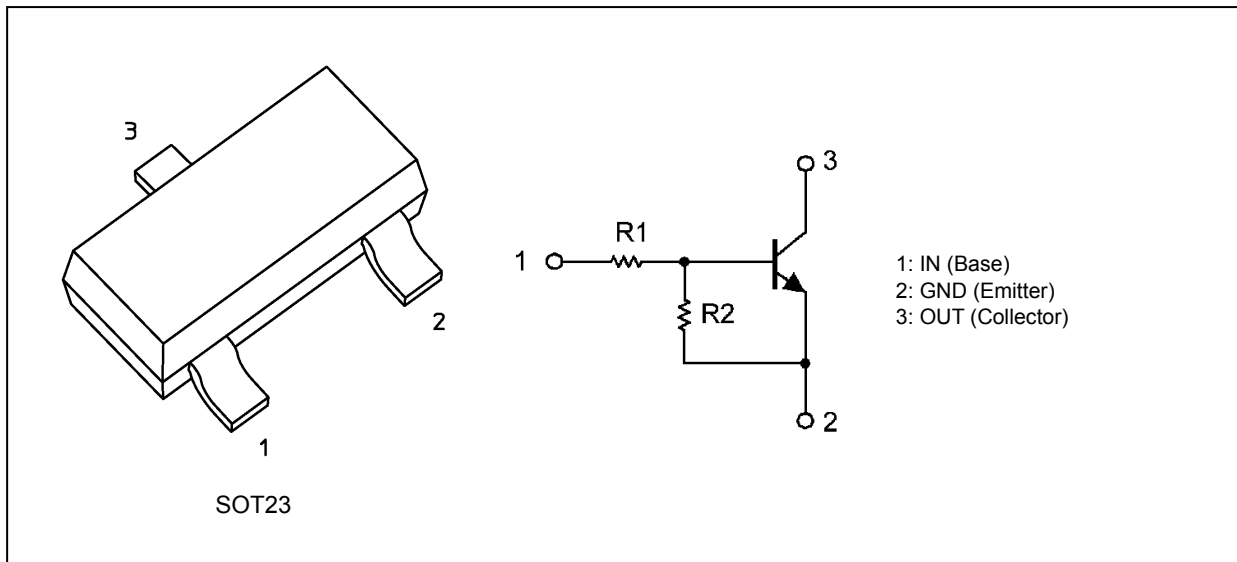 3
2
1
SOT23
3
R1
1
R2
2
1: IN (Base)
2: GND (Emitter)
3: OUT (Collector)